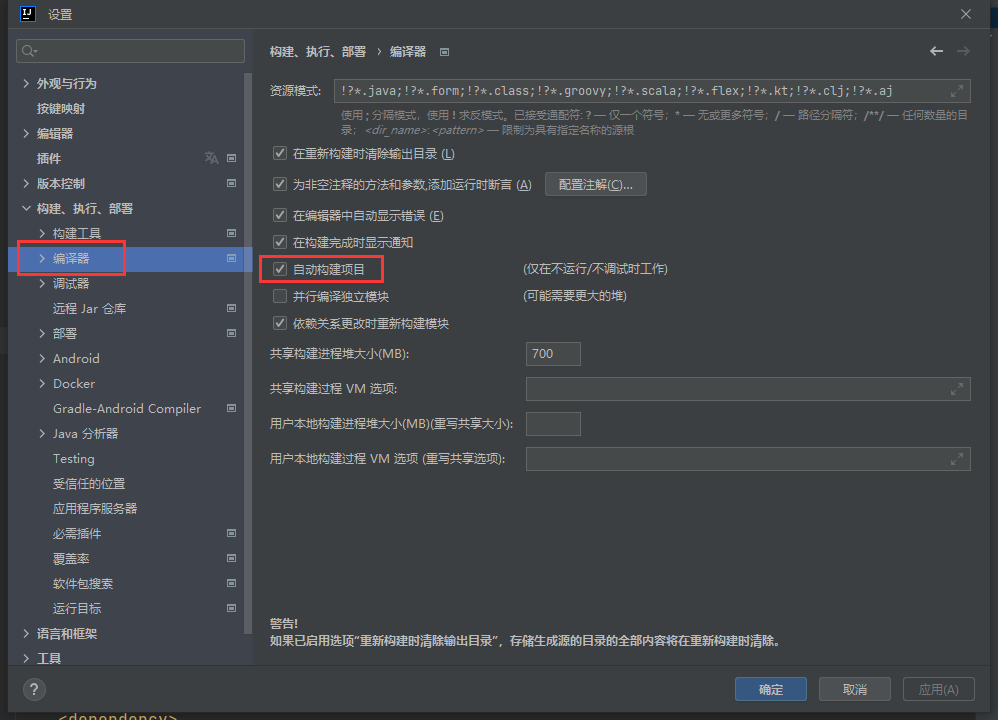 设置
外观与行为
按键映射
编辑器
插件
版本控制
构建、执行、部署
构建工具
编译器
调试器
远程 Jar 仓库
部署
Android
Docker
Gradle-Android Compiler
Java 分析器
Testing
受信任的位置
应用程序服务器
必需插件
覆盖率
软件包搜索
运行目标
语言和框架
工具
构建、执行、部署 › 编译器
资源模式: !?*.java;!?*.form;!?*.class;!?*.groovy;!?*.scala;!?*.flex;!?*.kt;!?*.clj;!?*.aj
使用 ; 分隔模式，使用 ! 求反模式。已接受通配符: ? — 仅一个符号；* — 无或更多符号；/ — 路径分隔符；/**/ — 任何数量的目
录；<dir_name>:<pattern> — 限制为具有指定名称的源根
在重新构建时清除输出目录 (L)
为非空注释的方法和参数,添加运行时断言 (A) 配置注解(C)...
在编辑器中自动显示错误 (E)
在构建完成时显示通知
自动构建项目 (仅在不运行/不调试时工作)
并行编译独立模块 (可能需要更大的堆)
依赖关系更改时重新构建模块
共享构建进程堆大小(MB): 700
共享构建过程 VM 选项:
用户本地构建进程堆大小(MB)(重写共享大小):
用户本地构建过程 VM 选项 (重写共享选项):
警告!
如果已启用选项“重新构建时清除输出目录”，存储生成源的目录的全部内容将在重新构建时清除。
?
确定 取消 应用(A)
<dependency>